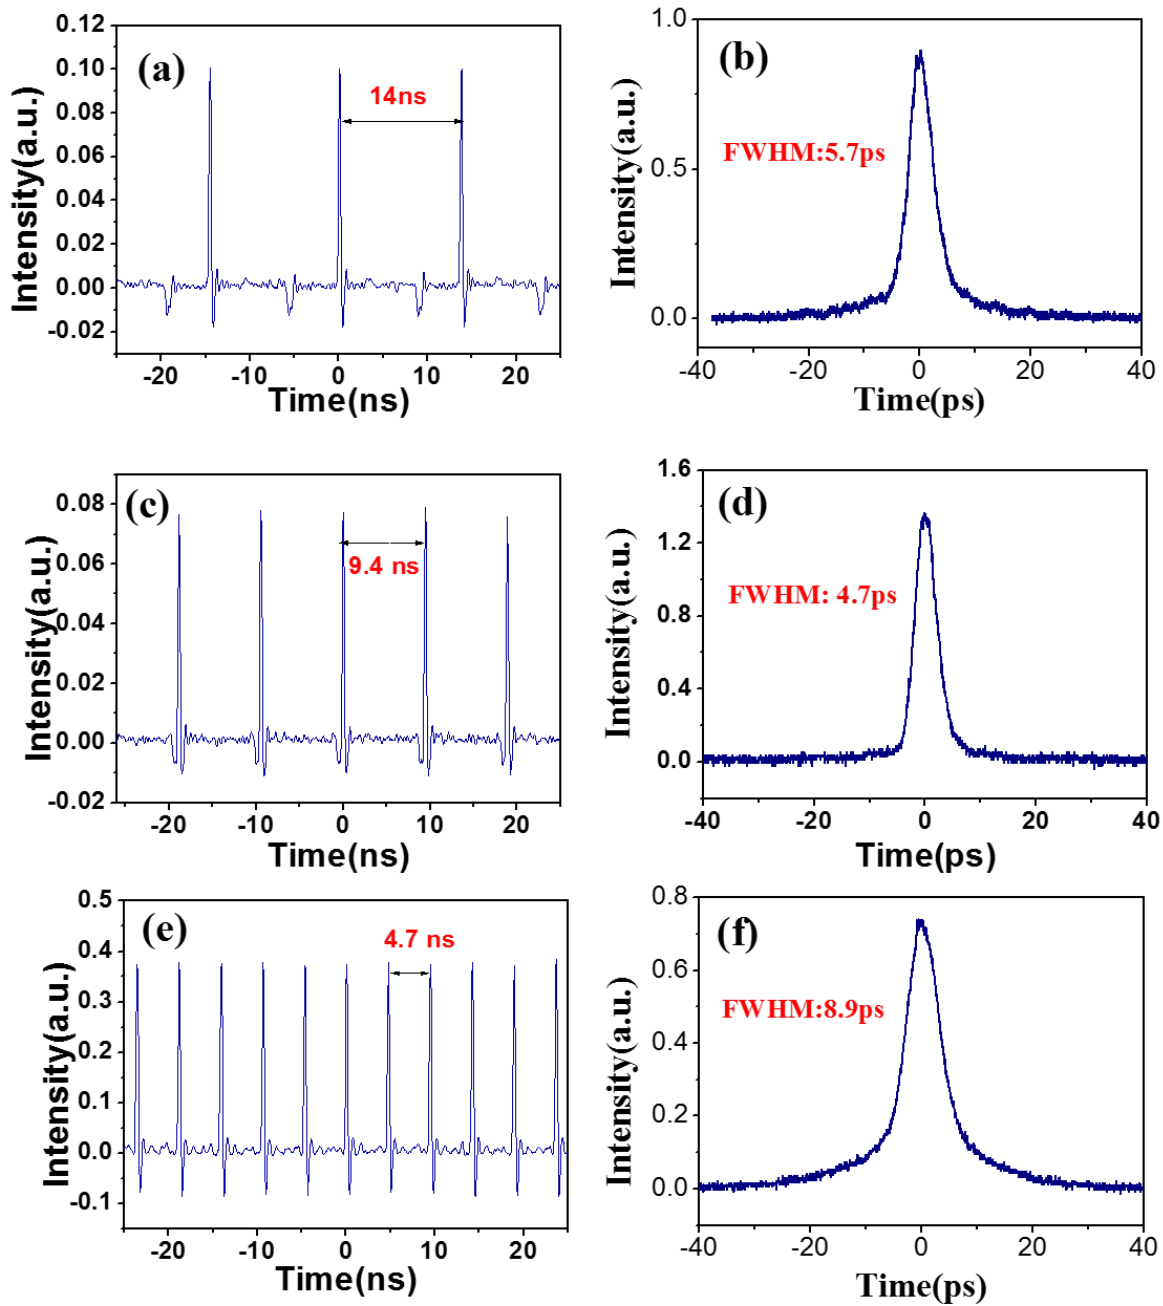 (a)
14ns
Intensity(a.u.)
0.12
0.10
0.08
0.06
0.04
0.02
0.00
-0.02
-20 -10 0 10 20
Time(ns)
(b)
FWHM:5.7ps
Intensity(a.u.)
1.0
0.5
0.0
-40 -20 0 20 40
Time(ps)
(c)
9.4 ns
Intensity(a.u.)
0.08
0.06
0.04
0.02
0.00
-0.02
-20 -10 0 10 20
Time(ns)
(d)
FWHM: 4.7ps
Intensity(a.u.)
1.6
1.2
0.8
0.4
0.0
-40 -20 0 20 40
Time(ps)
(e)
4.7 ns
Intensity(a.u.)
0.5
0.4
0.3
0.2
0.1
0.0
-0.1
-20 -10 0 10 20
Time(ns)
(f)
FWHM:8.9ps
Intensity(a.u.)
0.8
0.6
0.4
0.2
0.0
-40 -20 0 20 40
Time(ps)